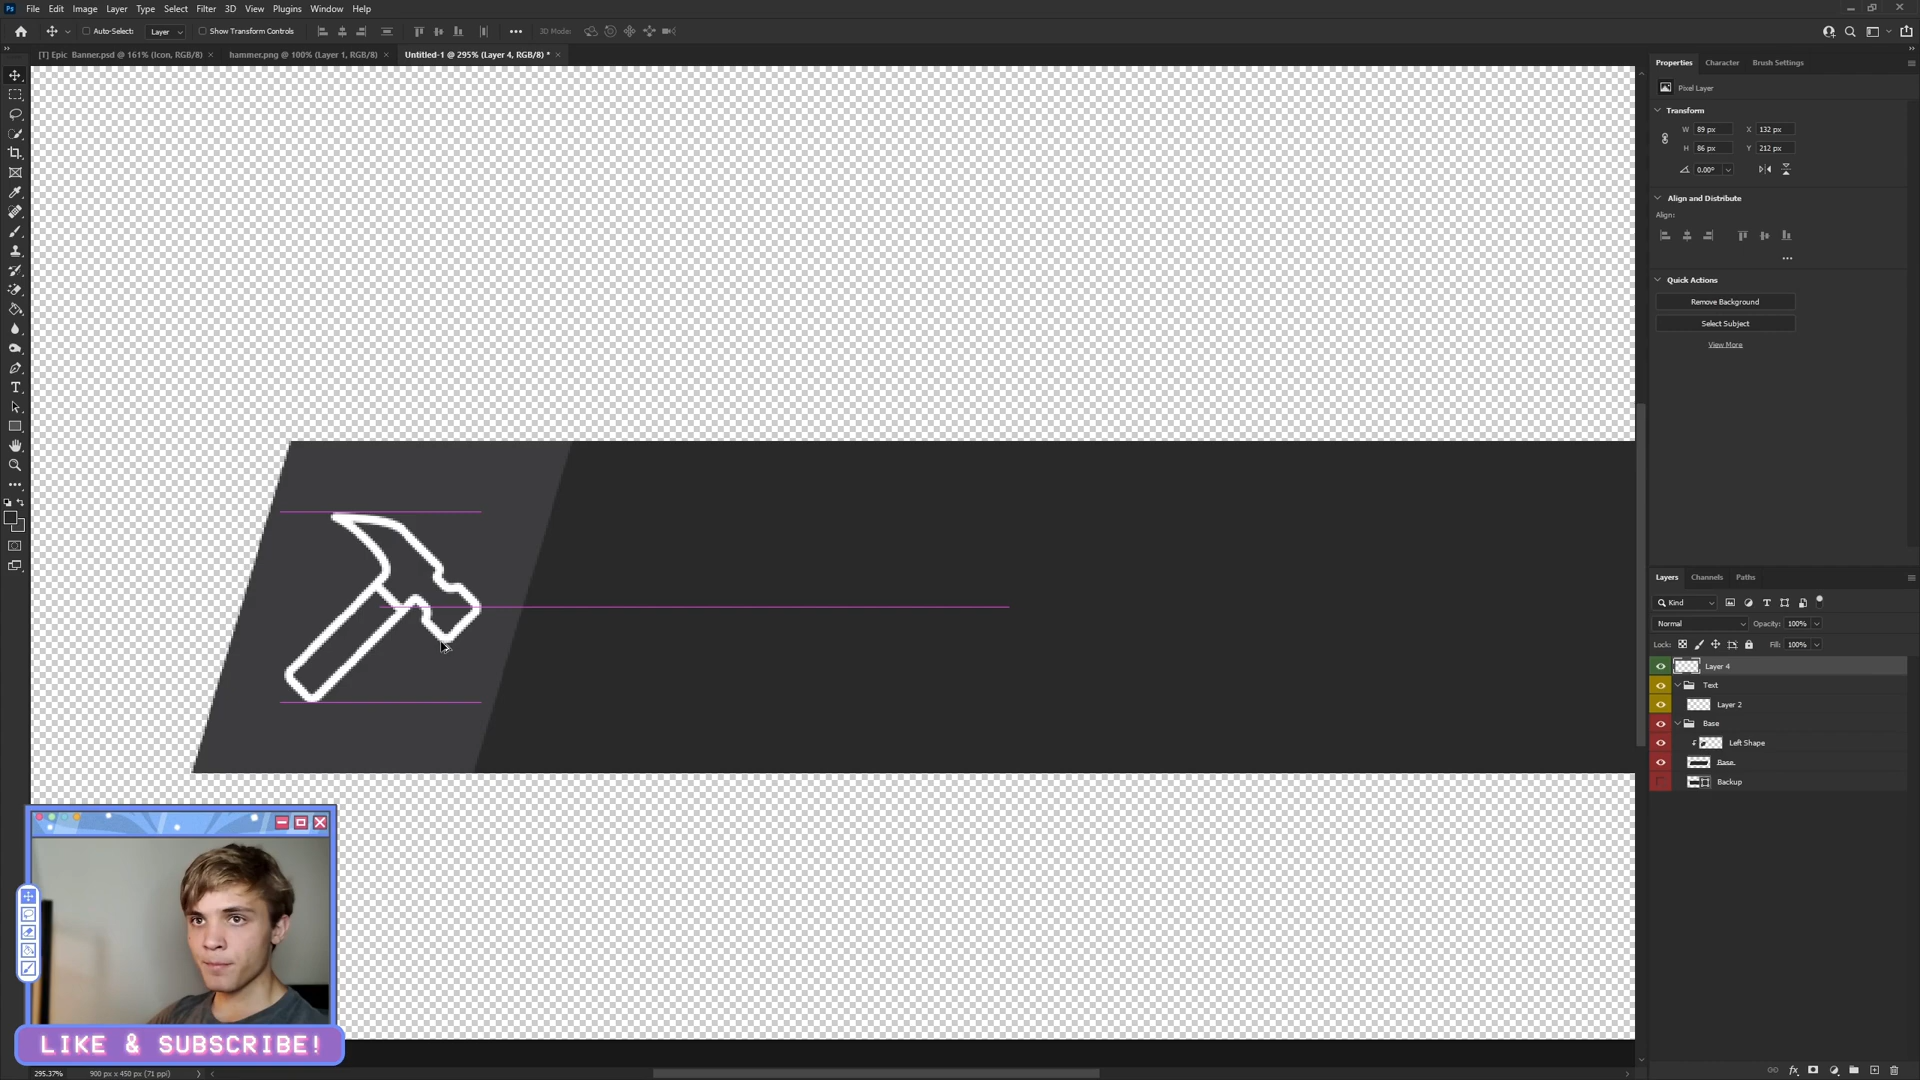 File Edit Image Layer Type Select Filter 3D View Plugins Window Help
Auto-Select: Layer Show Transform Controls 3D Mode:
[T] Epic Banner.psd @ 161% (Icon, RGB/8) × hammer.png @ 100% (Layer 1, RGB/8) × Untitled-1 @ 295% (Layer 4, RGB/8) * ×
Properties Character Brush Settings
Pixel Layer
Transform
W 89 px X 132 px
H 86 px Y 212 px
0.00°
Align and Distribute
Align:
Quick Actions
Remove Background
Select Subject
View More
Layers Channels Paths
Kind
Normal Opacity: 100%
Lock: Fill: 100%
Layer 4
Text
Layer 2
Base
Left Shape
Base
Backup
LIKE & SUBSCRIBE!
295.37% 900 px x 450 px (71 ppi)